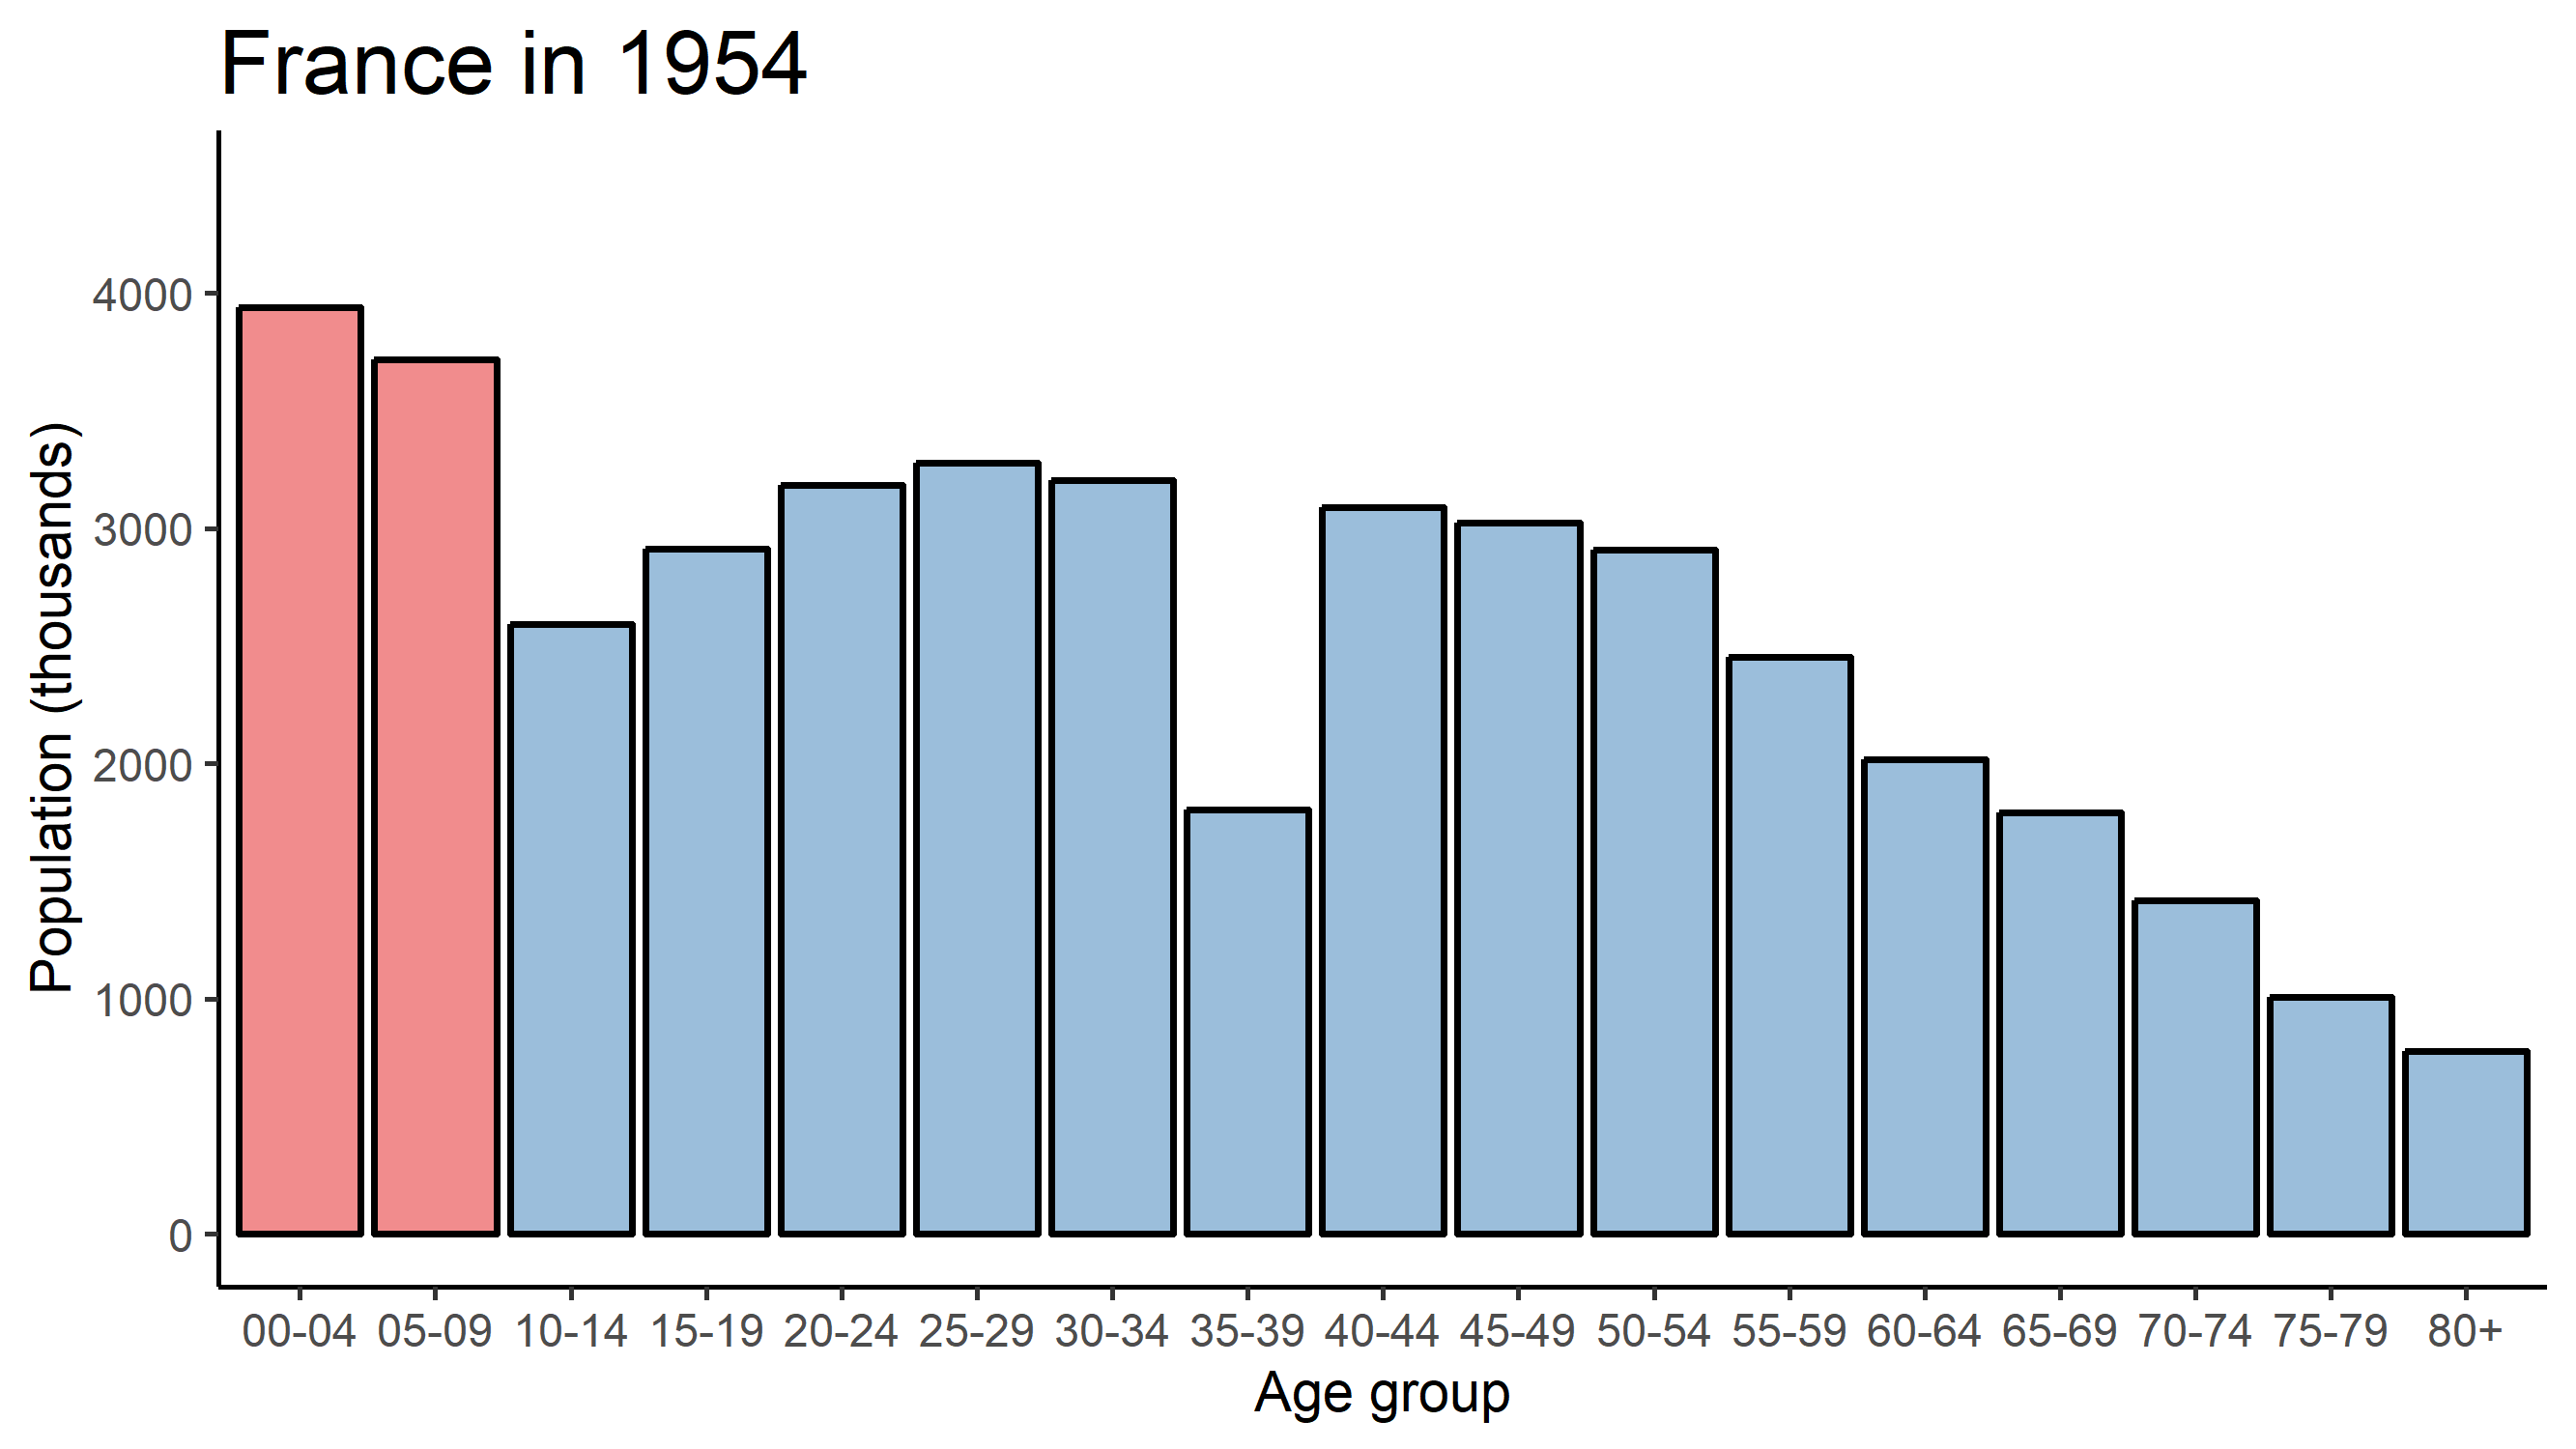 France in 1954
Population (thousands)
4000
3000
2000
1000
0
00-04 05-09 10-14 15-19 20-24 25-29 30-34 35-39 40-44 45-49 50-54 55-59 60-64 65-69 70-74 75-79 80+
Age group